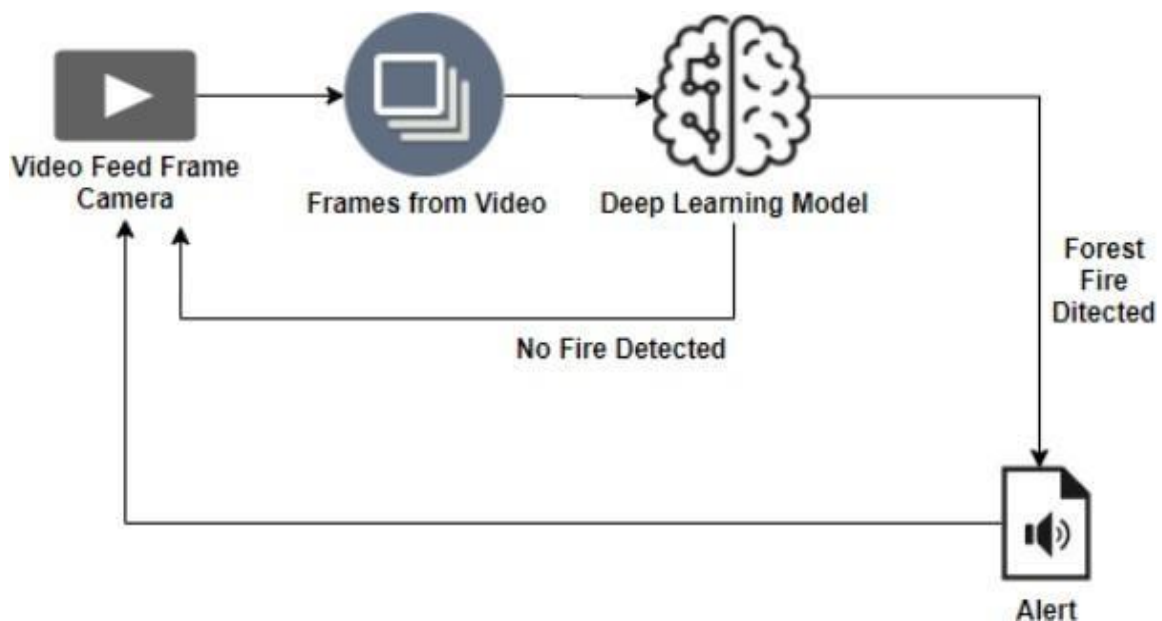 Video Feed Frame
Camera
Frames from Video
Deep Learning Model
Forest
Fire
Ditected
No Fire Detected
Alert